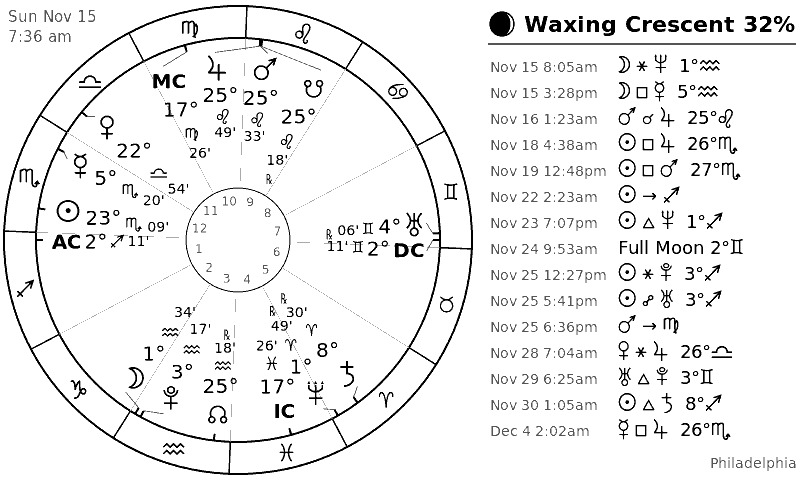 Sun Nov 15
7:36 am
MC
17° ♍ 26'
♃ 25° ♌ 49'
♂ 25° ♌ 33'
☋ 25° ♌ 18' ℞
♀ 22° ♎ 54'
☿ 5° ♏ 20'
☉ 23° ♏ 09'
AC 2° ♐ 11'
℞ 06' ♊ 4° ♅
11' ♊ 2° DC
10 9
11 8
12 7
1 6
2 5
3 4
☽ 1° ♒ 34'
♇ 3° ♒ 17'
☊ 25° ♒ 18' ℞
IC 17° ♓ 26'
♆ 1° ♈ 49' ℞
♄ 8° ♈ 30' ℞
♈ ♉ ♊ ♋ ♌ ♍ ♎ ♏ ♐ ♑ ♒ ♓
Waxing Crescent 32%
Nov 15 8:05am ☽ ⚹ ♆ 1°♒
Nov 15 3:28pm ☽ □ ☿ 5°♒
Nov 16 1:23am ♂ ☌ ♃ 25°♌
Nov 18 4:38am ☉ □ ♃ 26°♏
Nov 19 12:48pm ☉ □ ♂ 27°♏
Nov 22 2:23am ☉ → ♐
Nov 23 7:07pm ☉ △ ♆ 1°♐
Nov 24 9:53am Full Moon 2°♊
Nov 25 12:27pm ☉ ⚹ ♇ 3°♐
Nov 25 5:41pm ☉ ☍ ♅ 3°♐
Nov 25 6:36pm ♂ → ♍
Nov 28 7:04am ♀ ⚹ ♃ 26°♎
Nov 29 6:25am ♅ △ ♇ 3°♊
Nov 30 1:05am ☉ △ ♄ 8°♐
Dec 4 2:02am ☿ □ ♃ 26°♏
Philadelphia